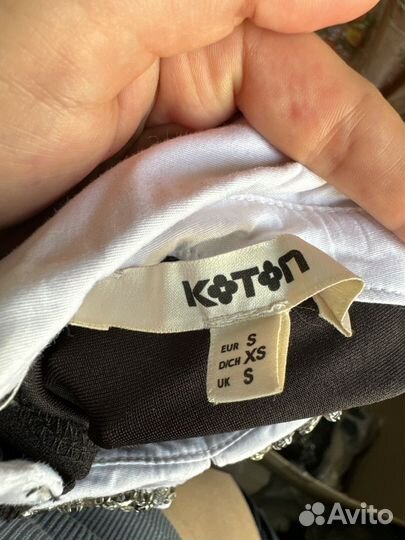 KOTON
EUR S
D/CH XS
UK S
Avito